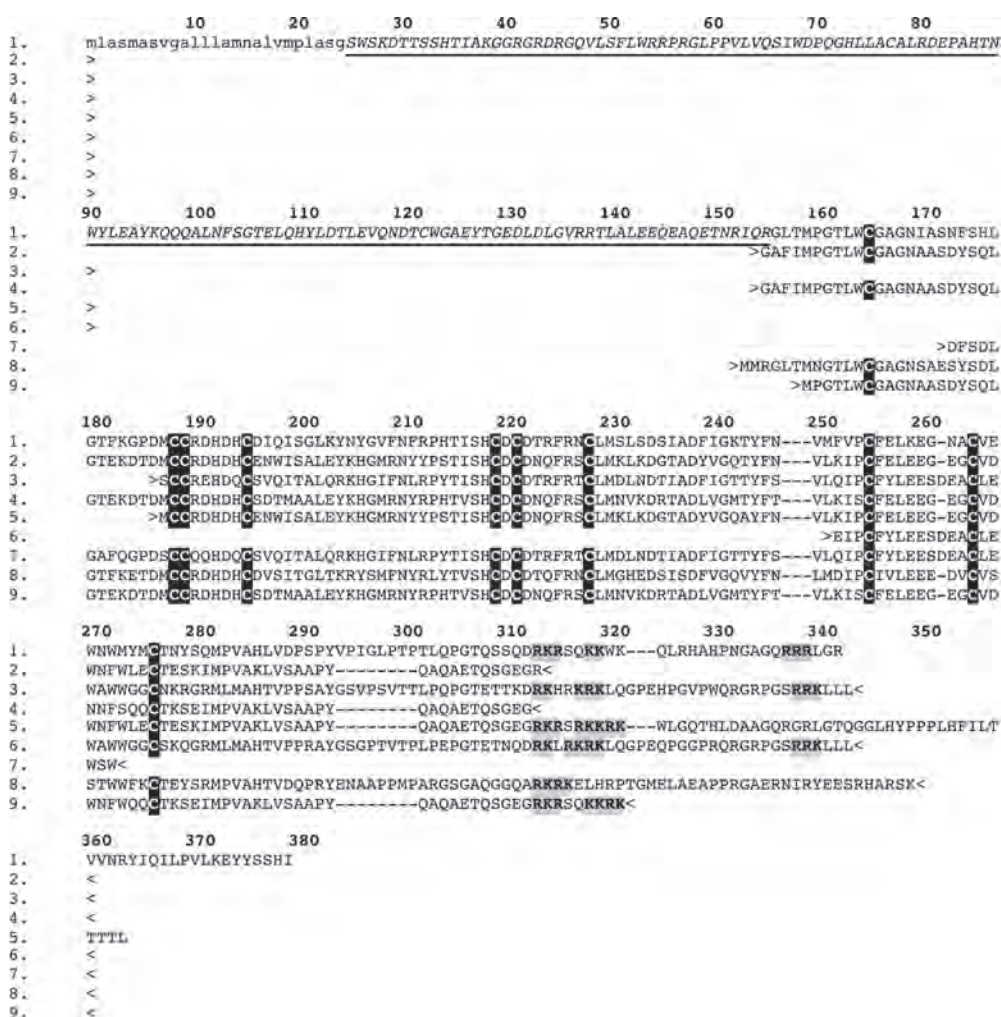 10 20 30 40 50 60 70 80
1. mlasmasvgalllamnalvmplasgSWSKDTTSSHTIAKGGRGRDRGQVLSFLWRRPRGLPPVLVQSIWDPQGHLLACALRDEPAHTN
2. >
3. >
4. >
5. >
6. >
7. >
8. >
9. >
90 100 110 120 130 140 150 160 170
1. WYLEAYKQQQALNFSGTELQHYLDTLEVQNDTCWGAEYTGEDLDLGVRRTLALEEQEAQETNRIQRGLTMPGTLWCGAGNIASNFSHL
2. >GAFIMPGTLWCGAGNAASDYSQL
3. >
4. >GAFIMPGTLWCGAGNAASDYSQL
5. >
6. >
7. >DFSDL
8. >MMRGLTMNGTLWCGAGNSAESYSDL
9. >MPGTLWCGAGNAASDYSQL
180 190 200 210 220 230 240 250 260
1. GTFKGPDMCCRDHDHCDIQISGLKYNYGVFNFRPHTISHCDCDTRFRNCLMSLSDSIADFIGKTYFN---VMFVPCFELKEG-NACVE
2. GTEKDTDMCCRDHDHCENWISALEYKHGMRNYYPSTISHCDCDNQFRSCLMKLKDGTADYVGQTYFN---VLKIPCFELEEG-EGCVD
3. >SCCREHDQCSVQITALQRKHGIFNLRPYTISHCDCDTRFRTCLMDLNDTIADFIGTTYFS---VLQIPCFYLEESDEACLE
4. GTEKDTDMCCRDHDHCSDTMAALEYKHGMRNYRPHTVSHCDCDNQFRSCLMNVKDRTADLVGMTYFT---VLKISCFELEEG-EGCVD
5. >MCCRDHDHCENWISALEYKHGMRNYYPSTISHCDCDNQFRSCLMKLKDGTADYVGQAYFN---VLKIPCFELEEG-EGCVD
6. >EIPCFYLEESDEACLE
7. GAFQGPDSCCQQHDQCSVQITALQRKHGIFNLRPYTISHCDCDTRFRTCLMDLNDTIADFIGTTYFS---VLQIPCFYLEESDEACLE
8. GTFKETDMCCRDHDHCDVSITGLTKRYSMFNYRLYTVSHCDCDTQFRNCLMGHEDSISDFVGQVYFN---LMDIPCIVLEEE-DVCVS
9. GTEKDTDMCCRDHDHCSDTMAALEYKHGMRNYRPHTVSHCDCDNQFRSCLMNVKDRTADLVGMTYFT---VLKISCFELEEG-EGCVD
270 280 290 300 310 320 330 340 350
1. WNWMYMCTNYSQMPVAHLVDPSPYVPIGLPTPTLQPGTQSSQDRKRSQKKWK---QLRHAHPNGAGQRRRLGR
2. WNFWLECTESKIMPVAKLVSAAPY---------QAQAETQSGEGR<
3. WAWWGGCNKRGRMLMAHTVPPSAYGSVPSVTTLPQPGTETTKDRKHRKRKLQGPEHPGVPWQRGRPGSRRKLLL<
4. NNFSQQCTKSEIMPVAKLVSAAPY---------QAQAETQSGEG<
5. WNFWLECTESKIMPVAKLVSAAPY---------QAQAETQSGEGRKRSRKKRKL---WLGQTHLDAAGQRGRLGTQGGLHYPPPLHFILT
6. WAWWGGCSKQGRMLMAHTVPPRAYGSGPTVTPLPEPGTETNQDRKLRKRKLQGPEQPGGPRQRGRPGSRRKLLL<
7. WSW<
8. STWWFKCTEYSRMPVAHTVDQPRYENAAPPMPARGSGAQGGQARKRKELHRPTGMELAEAPPRGAERNIRYEESRHARSK<
9. WNFWQQCTKSEIMPVAKLVSAAPY---------QAQAETQSGEGRKRSQKKRK<
360 370 380
1. VVNRYIQILPVLKEYYSSHI
2. <
3. <
4. <
5. TTTL
6. <
7. <
8. <
9. <